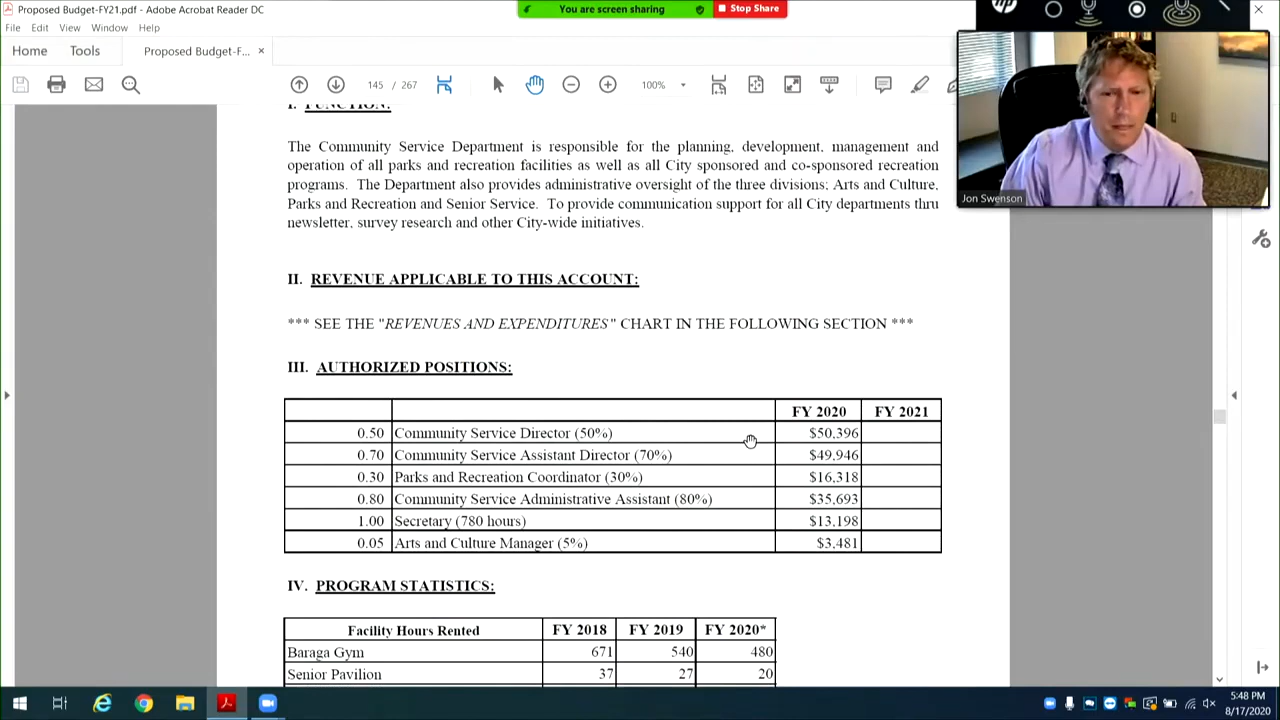 Proposed Budget-FY21.pdf - Adobe Acrobat Reader DC
You are screen sharing
Stop Share
File Edit View Window Help
Home Tools Proposed Budget-F... ×
145 / 267
100%
Jon Swenson
I. FUNCTION:
The Community Service Department is responsible for the planning, development, management and
operation of all parks and recreation facilities as well as all City sponsored and co-sponsored recreation
programs. The Department also provides administrative oversight of the three divisions; Arts and Culture,
Parks and Recreation and Senior Service. To provide communication support for all City departments thru
newsletter, survey research and other City-wide initiatives.
II. REVENUE APPLICABLE TO THIS ACCOUNT:
*** SEE THE "REVENUES AND EXPENDITURES" CHART IN THE FOLLOWING SECTION ***
III. AUTHORIZED POSITIONS:
FY 2020 FY 2021
0.50 Community Service Director (50%) $50,396
0.70 Community Service Assistant Director (70%) $49,946
0.30 Parks and Recreation Coordinator (30%) $16,318
0.80 Community Service Administrative Assistant (80%) $35,693
1.00 Secretary (780 hours) $13,198
0.05 Arts and Culture Manager (5%) $3,481
IV. PROGRAM STATISTICS:
Facility Hours Rented FY 2018 FY 2019 FY 2020*
Baraga Gym 671 540 480
Senior Pavilion 37 27 20
5:48 PM
8/17/2020